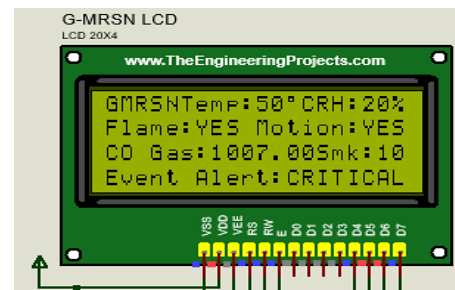 G-MRSN LCD
LCD 20X4
www.TheEngineeringProjects.com
GMRSNTemp:50°CRH:20%
Flame:YES Motion:YES
CO Gas:1007.00Smk:10
Event Alert:CRITICAL
VSS VDD VEE RS RW E D0 D1 D2 D3 D4 D5 D6 D7